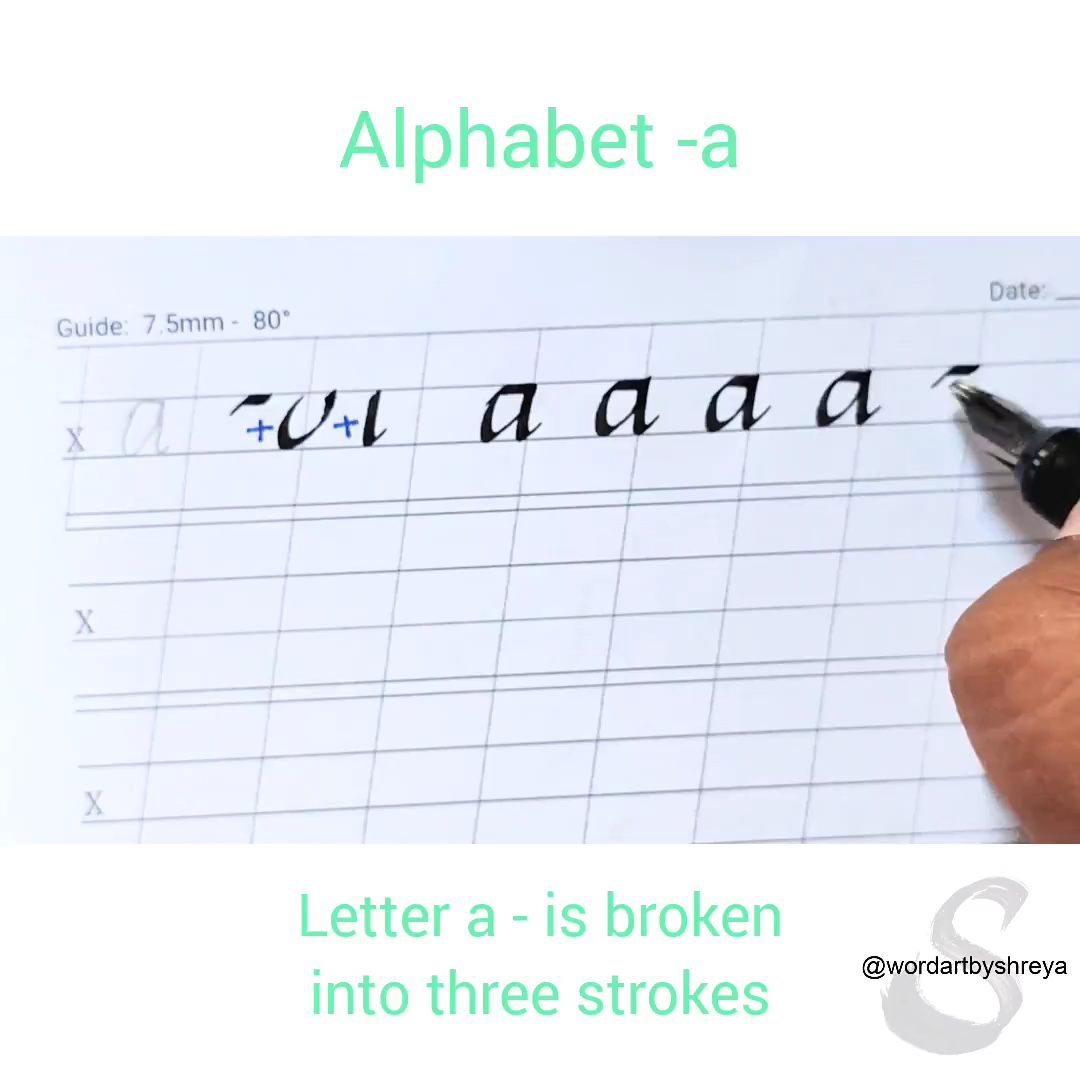 Alphabet -a
Date:
Guide: 7.5mm - 80°
X a + + a a a a
X
X
Letter a - is broken
into three strokes
@wordartbyshreya
S